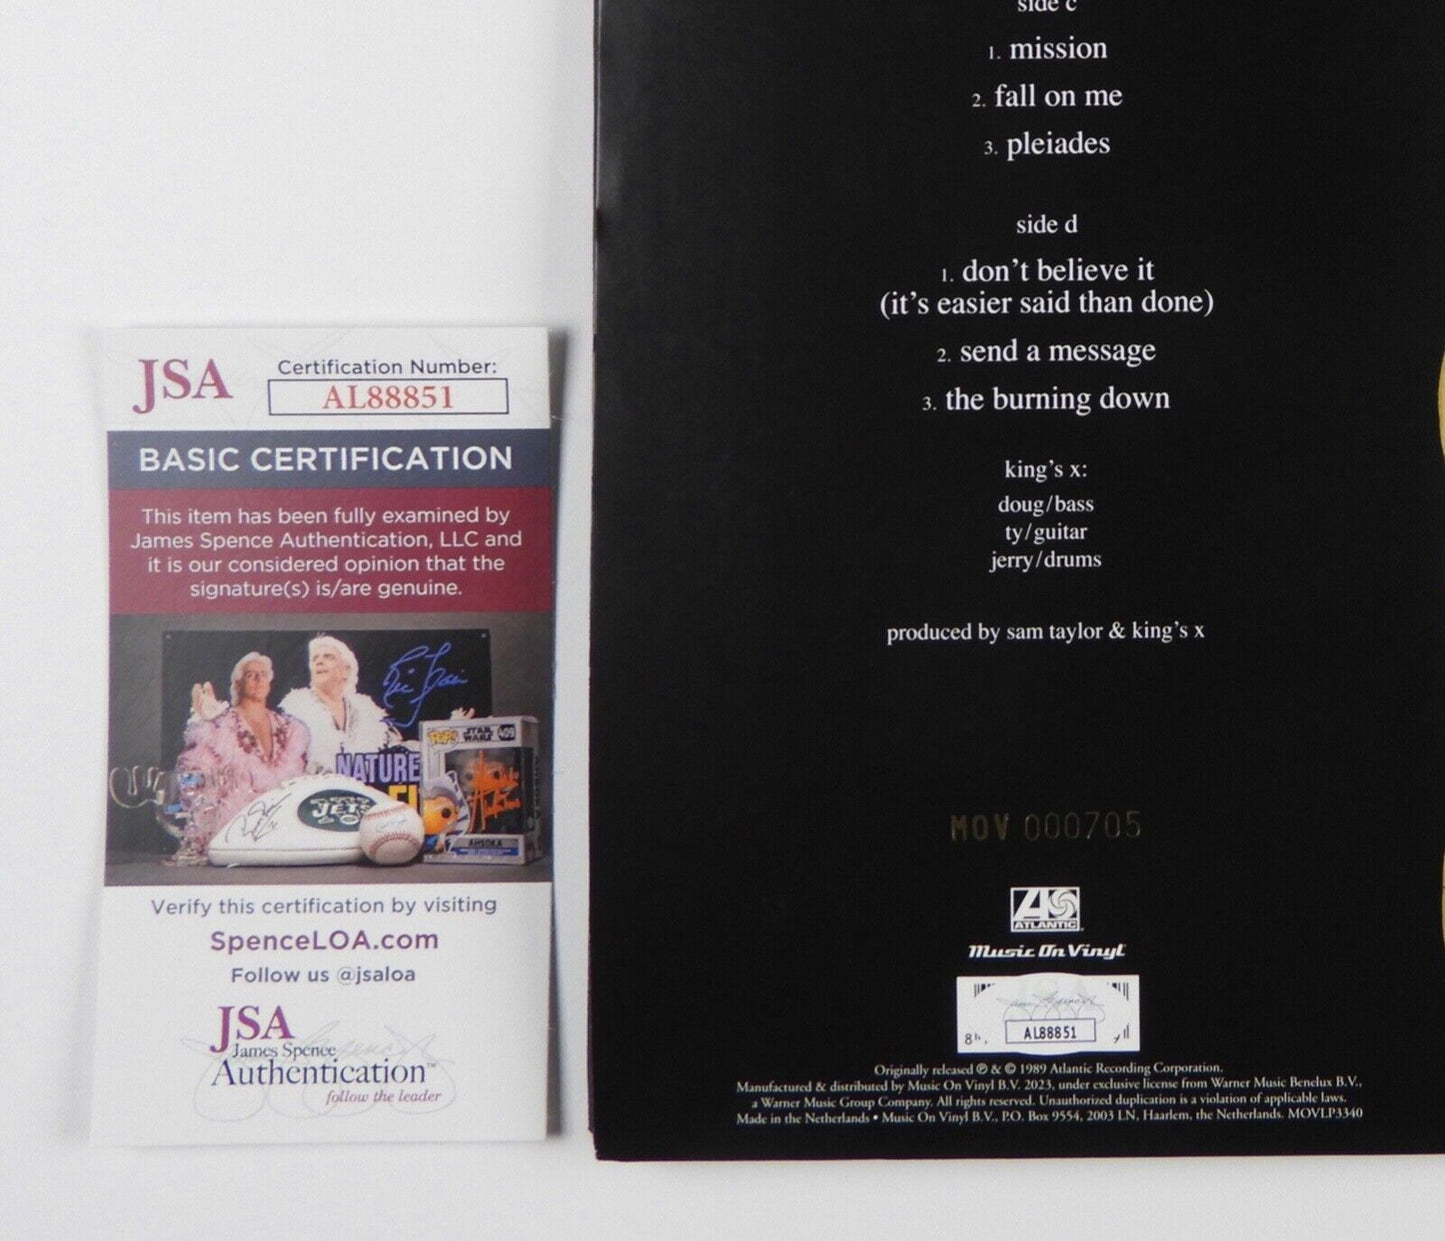 JSA
Certification Number:
AL88851
BASIC CERTIFICATION
This item has been fully examined by
James Spence Authentication, LLC and
it is our considered opinion that the
signature(s) is/are genuine.
Ric Flair
NATURE
POP!
STAR WARS
409
JETS
AHSOKA
Verify this certification by visiting
SpenceLOA.com
Follow us @jsaloa
JSA
James Spence
Authentication™
follow the leader
side c
1. mission
2. fall on me
3. pleiades
side d
1. don't believe it
(it's easier said than done)
2. send a message
3. the burning down
king's x:
doug/bass
ty/guitar
jerry/drums
produced by sam taylor & king's x
MOV 000705
ATLANTIC
Music On Vinyl
AL88851
Originally released ℗ & © 1989 Atlantic Recording Corporation.
Manufactured & distributed by Music On Vinyl B.V. 2023, under exclusive license from Warner Music Benelux B.V.,
a Warner Music Group Company. All rights reserved. Unauthorized duplication is a violation of applicable laws.
Made in the Netherlands • Music On Vinyl B.V., P.O. Box 9554, 2003 LN, Haarlem, the Netherlands. MOVLP3340